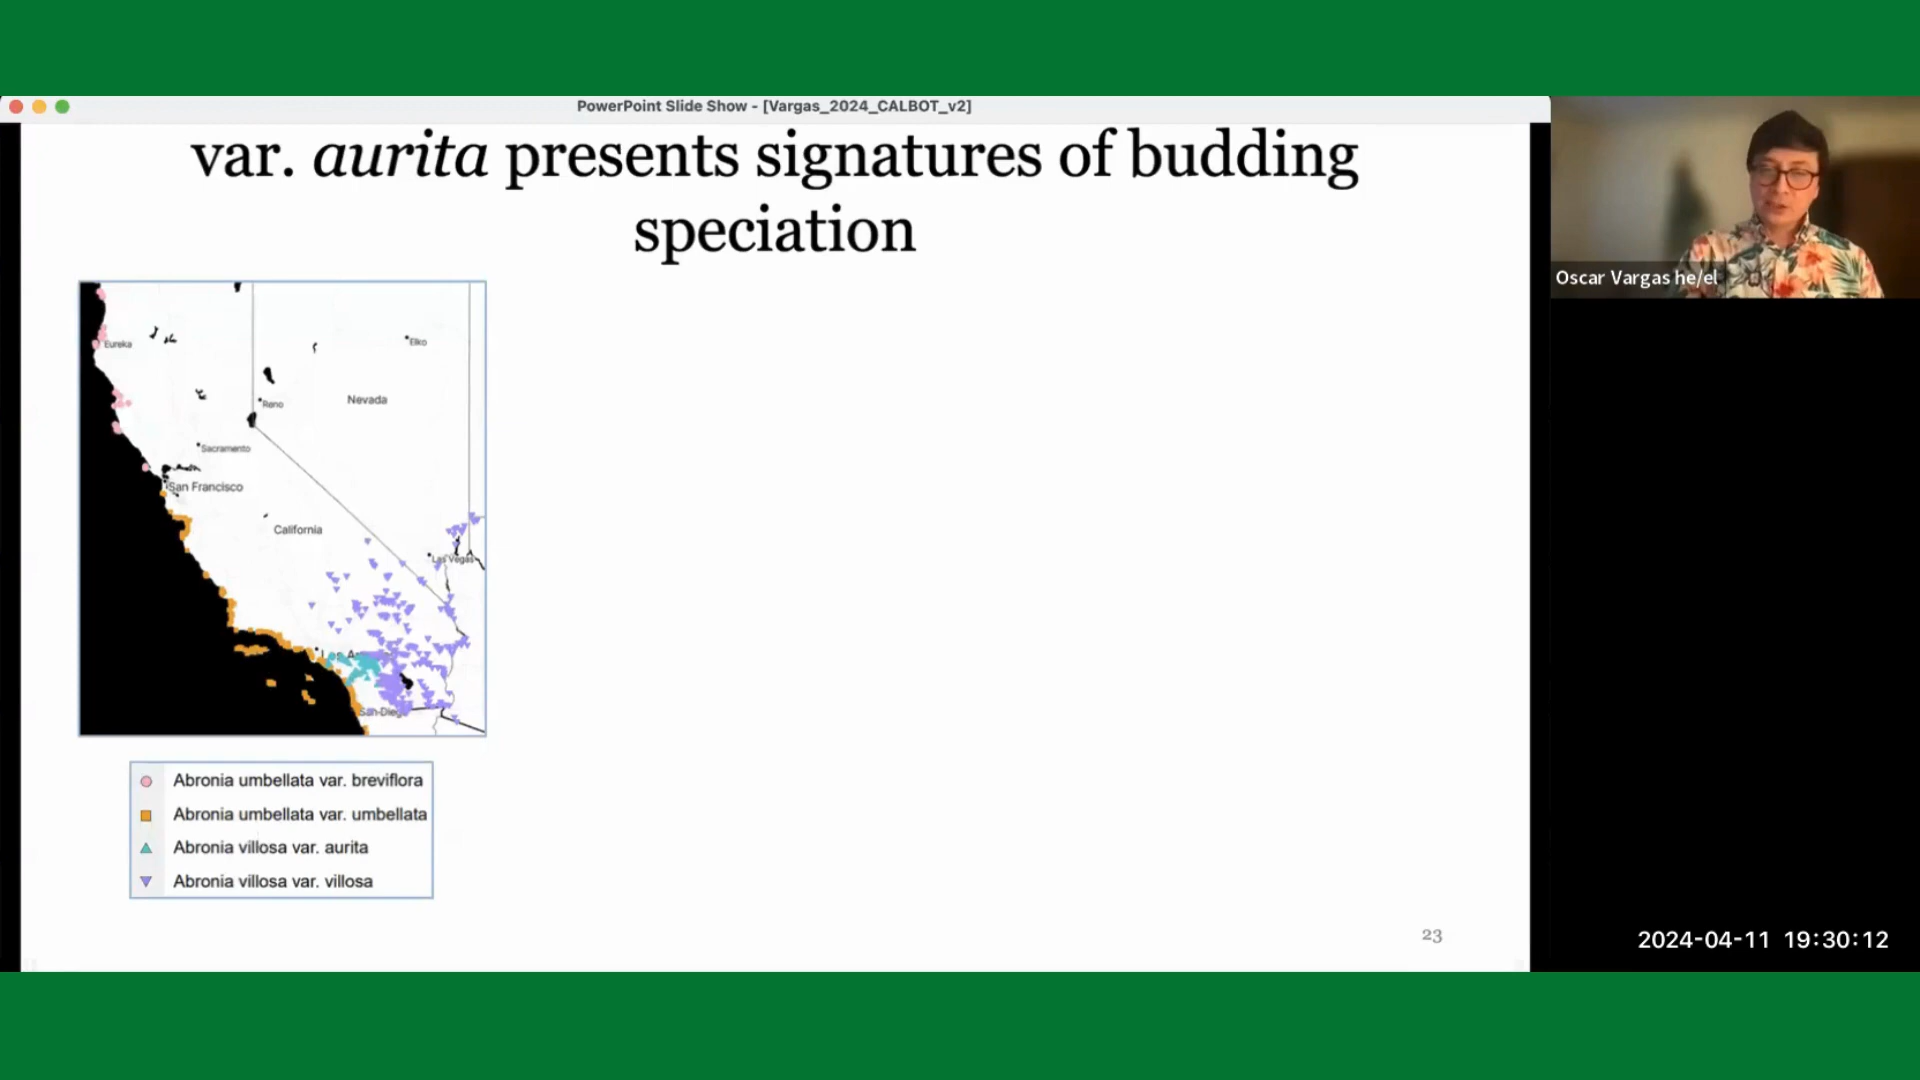 PowerPoint Slide Show - [Vargas_2024_CALBOT_v2]
var. aurita presents signatures of budding
speciation
Eureka
Elko
Reno
Nevada
Sacramento
San Francisco
California
Las Vegas
San Diego
Abronia umbellata var. breviflora
Abronia umbellata var. umbellata
Abronia villosa var. aurita
Abronia villosa var. villosa
23
Oscar Vargas he/el
2024-04-11 19:30:12